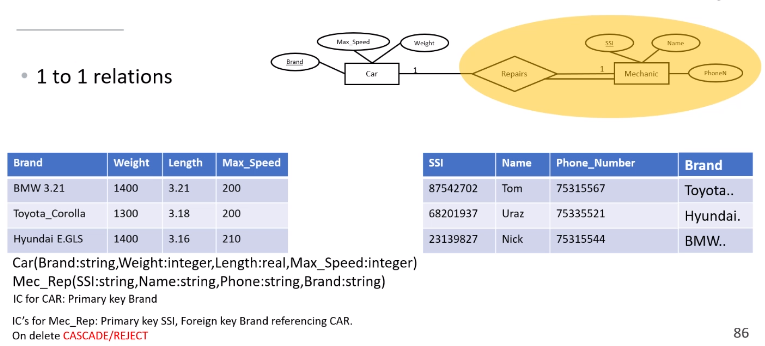 • 1 to 1 relations
Max_Speed
Weight
Brand
Car
1
Repairs
1
Mechanic
SSI
Name
PhoneN
Brand Weight Length Max_Speed
BMW 3.21 1400 3.21 200
Toyota_Corolla 1300 3.18 200
Hyundai E.GLS 1400 3.16 210
SSI Name Phone_Number Brand
87542702 Tom 75315567 Toyota..
68201937 Uraz 75335521 Hyundai.
23139827 Nick 75315544 BMW..
Car(Brand:string,Weight:integer,Length:real,Max_Speed:integer)
Mec_Rep(SSI:string,Name:string,Phone:string,Brand:string)
IC for CAR: Primary key Brand
IC's for Mec_Rep: Primary key SSI, Foreign key Brand referencing CAR.
On delete CASCADE/REJECT
86